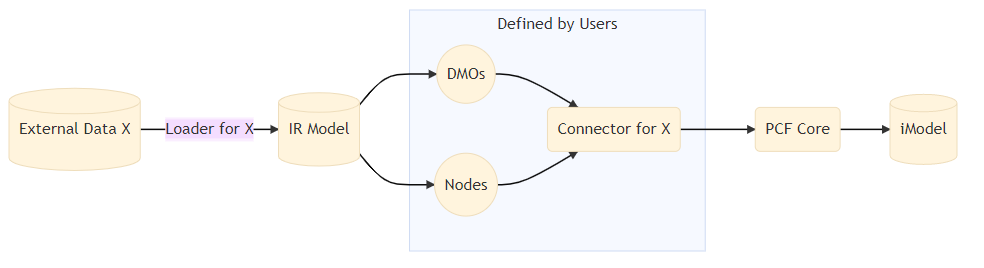 Defined by Users
External Data X
Loader for X
IR Model
DMOs
Nodes
Connector for X
PCF Core
iModel